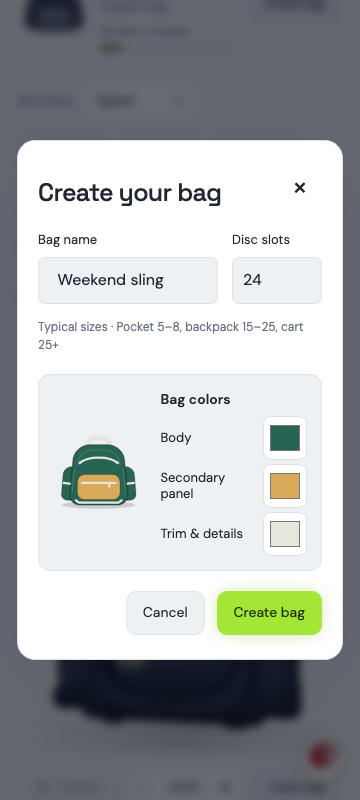 Create your bag
×
Bag name
Disc slots
Weekend sling
24
Typical sizes · Pocket 5–8, backpack 15–25, cart
25+
Bag colors
Body
Secondary
panel
Trim & details
Cancel
Create bag